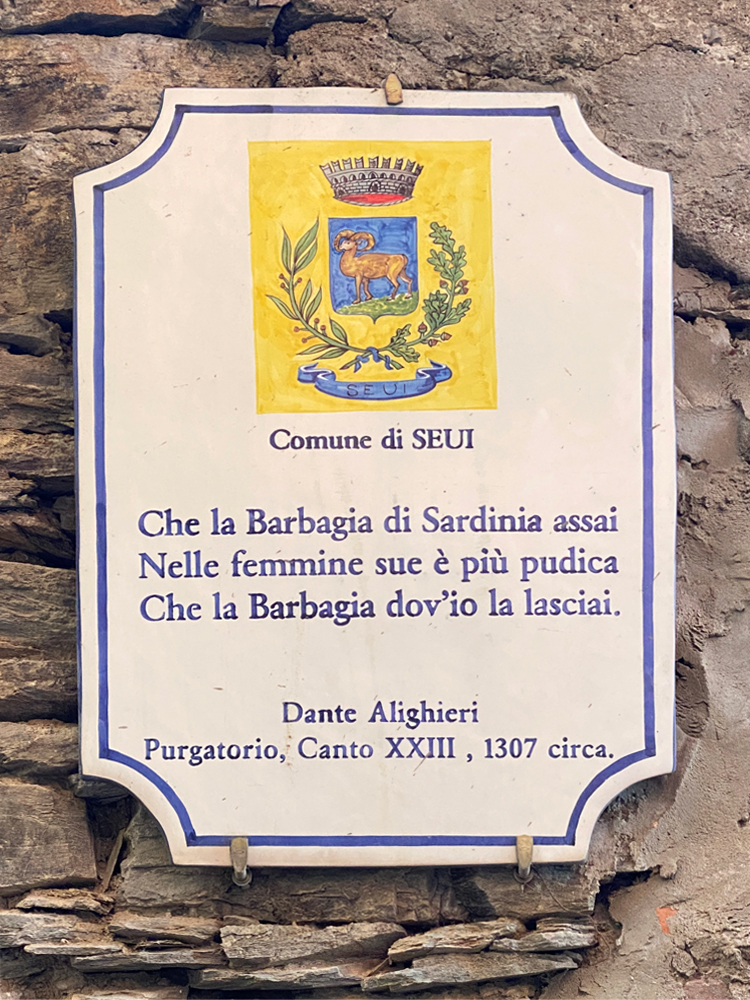 SEUI
Comune di SEUI
Che la Barbagia di Sardinia assai
Nelle femmine sue è più pudica
Che la Barbagia dov'io la lasciai.
Dante Alighieri
Purgatorio, Canto XXIII , 1307 circa.